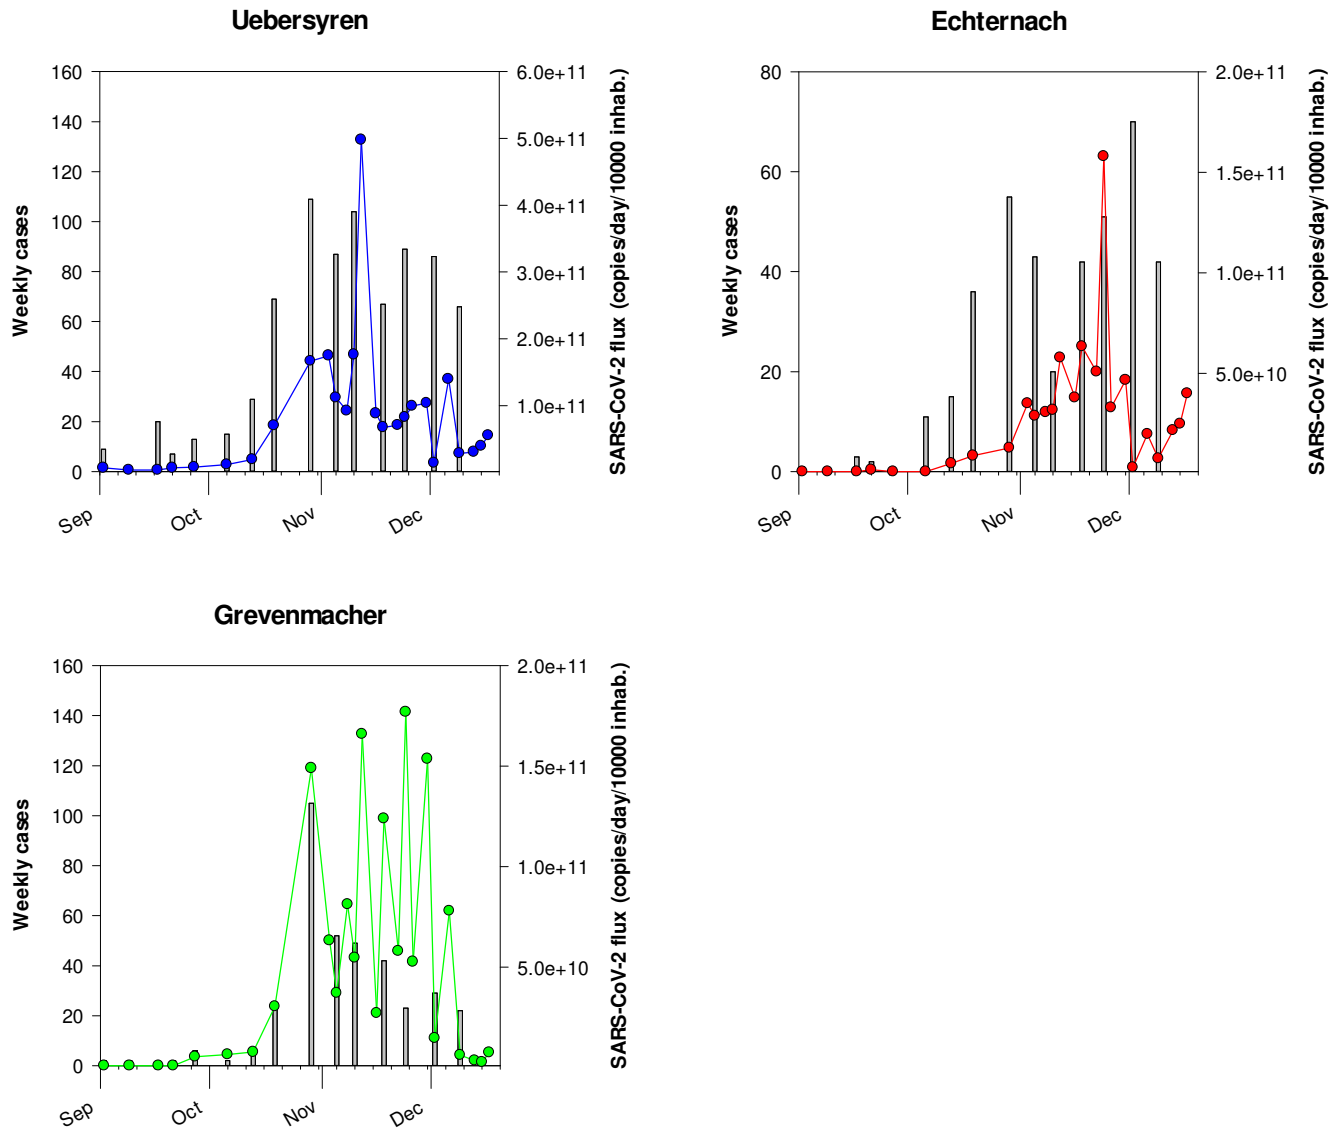 Uebersyren
160
140
120
100
80
60
40
20
0
Weekly cases
6.0e+11
5.0e+11
4.0e+11
3.0e+11
2.0e+11
1.0e+11
SARS-CoV-2 flux (copies/day/10000 inhab.)
Sep Oct Nov Dec
Echternach
80
60
40
20
0
Weekly cases
2.0e+11
1.5e+11
1.0e+11
5.0e+10
SARS-CoV-2 flux (copies/day/10000 inhab.)
Sep Oct Nov Dec
Grevenmacher
160
140
120
100
80
60
40
20
0
Weekly cases
2.0e+11
1.5e+11
1.0e+11
5.0e+10
SARS-CoV-2 flux (copies/day/10000 inhab.)
Sep Oct Nov Dec